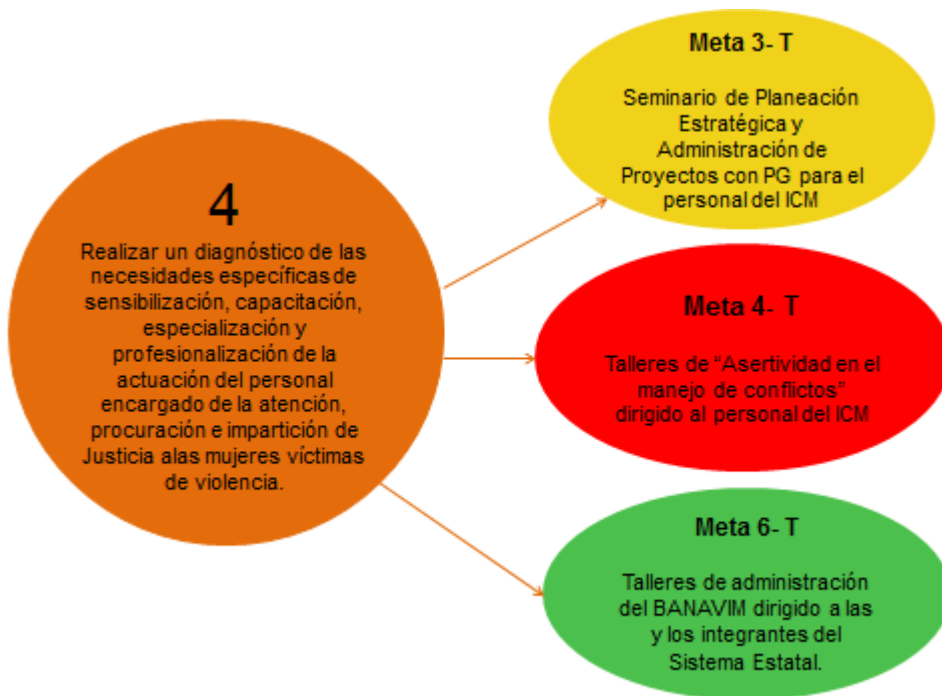 4
Realizar un diagnóstico de las
necesidades específicas de
sensibilización, capacitación,
especialización y
profesionalización de la
actuación del personal
encargado de la atención,
procuración e impartición de
Justicia alas mujeres víctimas
de violencia.
Meta 3- T
Seminario de Planeación
Estratégica y
Administración de
Proyectos con PG para el
personal del ICM
Meta 4- T
Talleres de “Asertividad en el
manejo de conflictos”
dirigido al personal del ICM
Meta 6- T
Talleres de administración
del BANAVIM dirigido a las
y los integrantes del
Sistema Estatal.